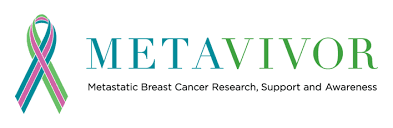 METAVIVOR
Metastatic Breast Cancer Research, Support and Awareness